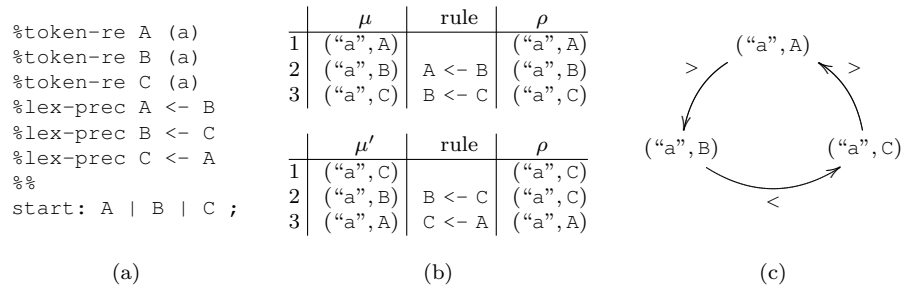 %token-re A (a)
%token-re B (a)
%token-re C (a)
%lex-prec A <- B
%lex-prec B <- C
%lex-prec C <- A
%%
start: A | B | C ;
(a)
μ rule ρ
1 (“a”, A) (“a”, A)
2 (“a”, B) A <- B (“a”, B)
3 (“a”, C) B <- C (“a”, C)
μ′ rule ρ
1 (“a”, C) (“a”, C)
2 (“a”, B) B <- C (“a”, C)
3 (“a”, A) C <- A (“a”, A)
(b)
(“a”, A)
> >
(“a”, B) (“a”, C)
<
(c)